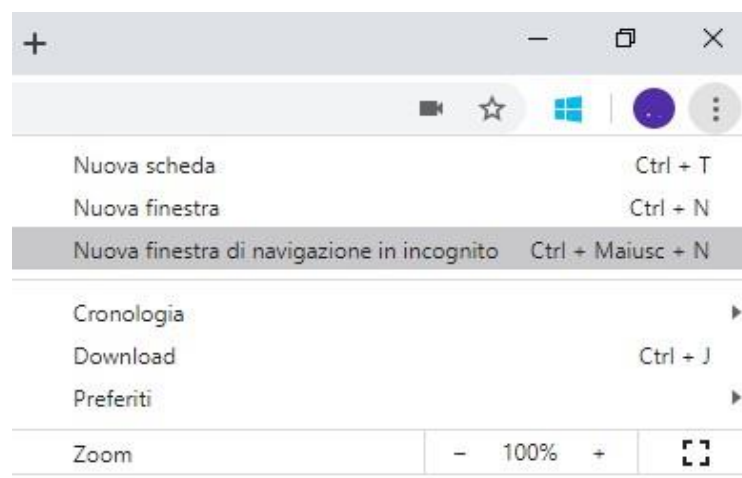 Nuova scheda Ctrl + T
Nuova finestra Ctrl + N
Nuova finestra di navigazione in incognito Ctrl + Maiusc + N
Cronologia
Download Ctrl + J
Preferiti
Zoom - 100% +